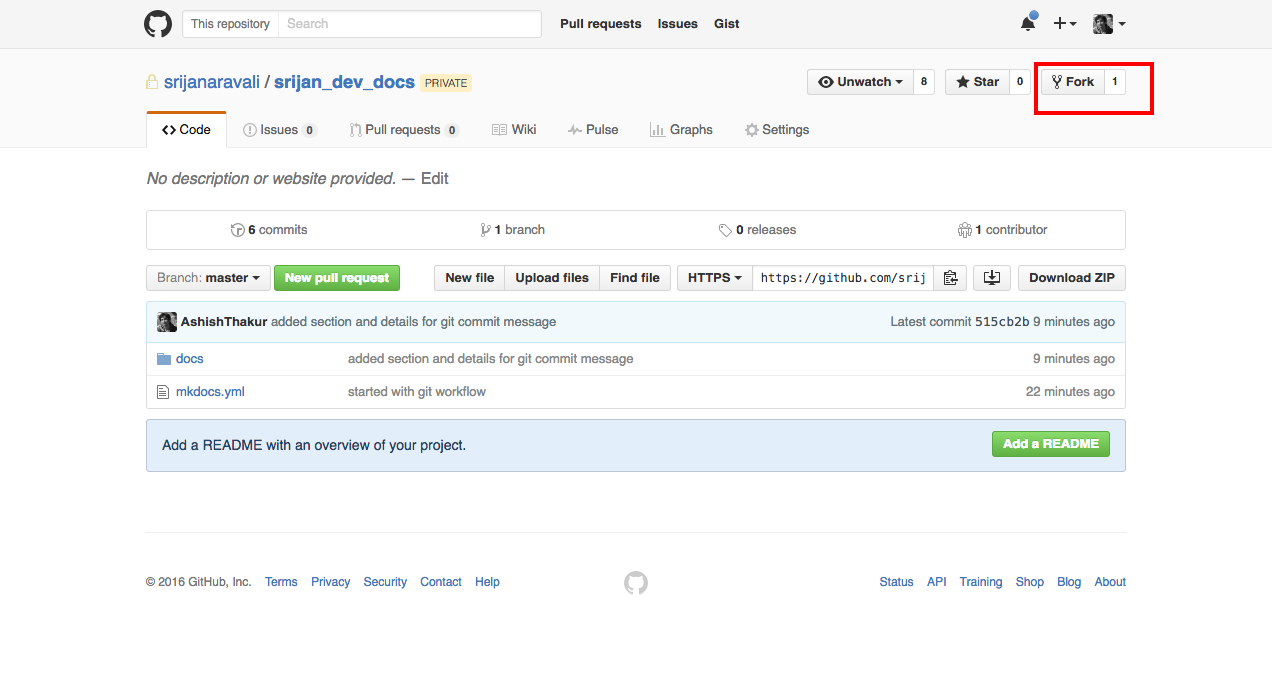 This repository Search Pull requests Issues Gist
srijanaravali / srijan_dev_docs PRIVATE Unwatch 8 Star 0 Fork 1
Code Issues 0 Pull requests 0 Wiki Pulse Graphs Settings
No description or website provided. — Edit
6 commits 1 branch 0 releases 1 contributor
Branch: master New pull request New file Upload files Find file HTTPS https://github.com/srij Download ZIP
AshishThakur added section and details for git commit message Latest commit 515cb2b 9 minutes ago
docs added section and details for git commit message 9 minutes ago
mkdocs.yml started with git workflow 22 minutes ago
Add a README with an overview of your project. Add a README
© 2016 GitHub, Inc. Terms Privacy Security Contact Help Status API Training Shop Blog About